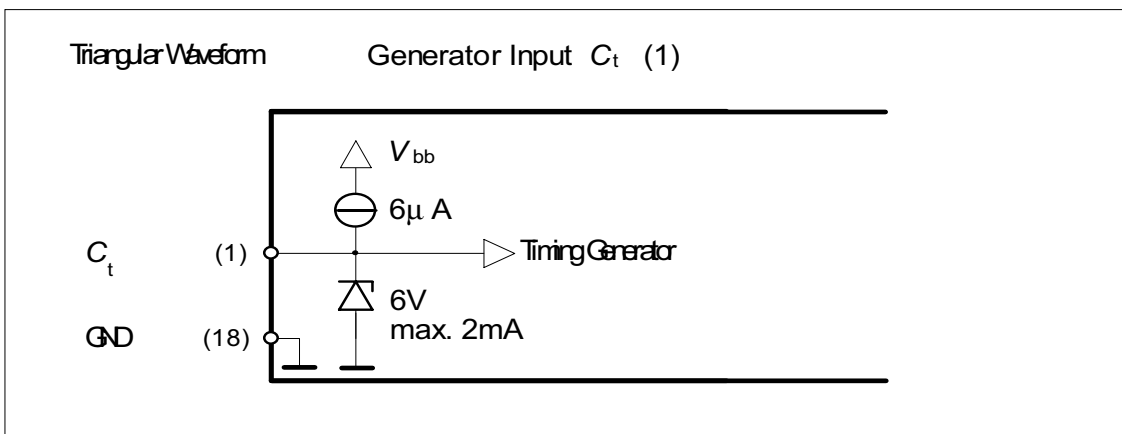 Triangular Waveform Generator Input Ct (1)
Vbb
6μ A
Ct (1) Timing Generator
6V
max. 2mA
GND (18)